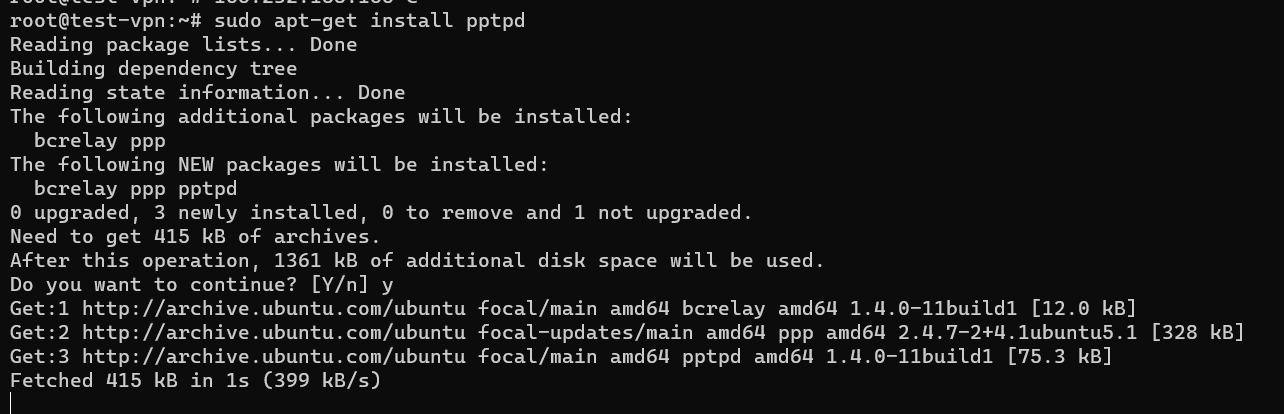 root@test-vpn:~# sudo apt-get install pptpd
Reading package lists... Done
Building dependency tree
Reading state information... Done
The following additional packages will be installed:
  bcrelay ppp
The following NEW packages will be installed:
  bcrelay ppp pptpd
0 upgraded, 3 newly installed, 0 to remove and 1 not upgraded.
Need to get 415 kB of archives.
After this operation, 1361 kB of additional disk space will be used.
Do you want to continue? [Y/n] y
Get:1 http://archive.ubuntu.com/ubuntu focal/main amd64 bcrelay amd64 1.4.0-11build1 [12.0 kB]
Get:2 http://archive.ubuntu.com/ubuntu focal-updates/main amd64 ppp amd64 2.4.7-2+4.1ubuntu5.1 [328 kB]
Get:3 http://archive.ubuntu.com/ubuntu focal/main amd64 pptpd amd64 1.4.0-11build1 [75.3 kB]
Fetched 415 kB in 1s (399 kB/s)